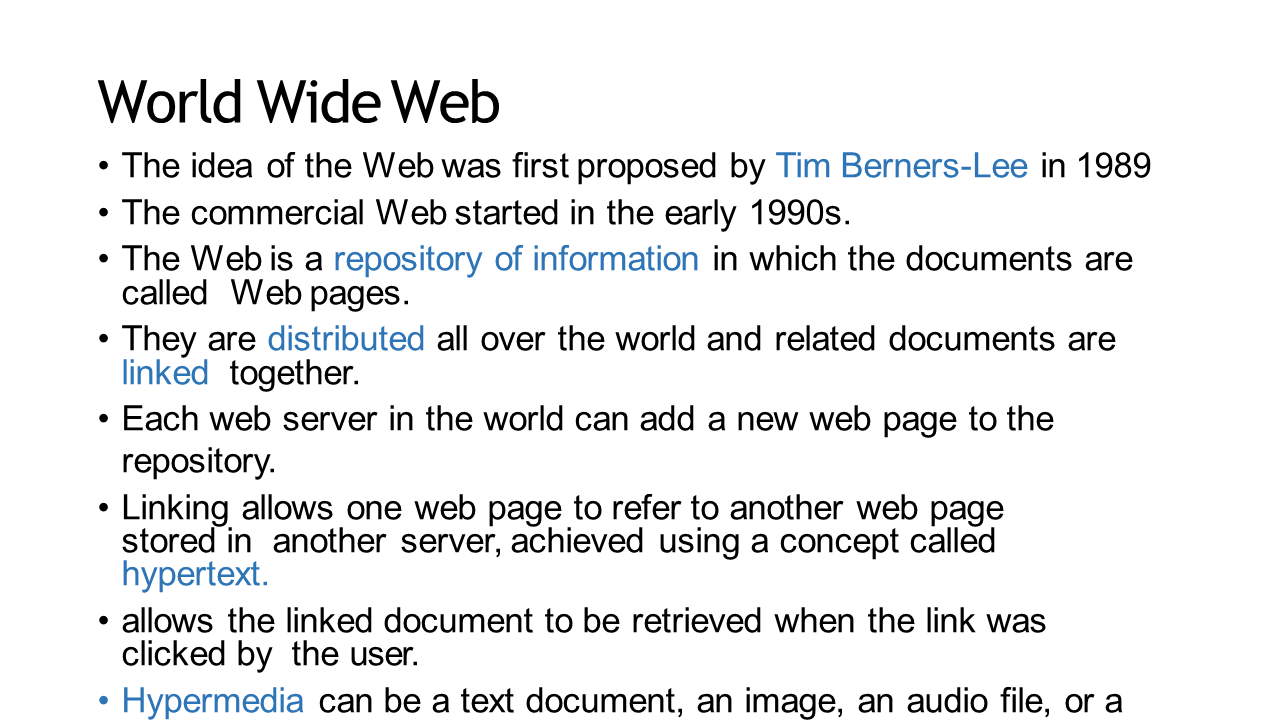 World Wide Web
• The idea of the Web was first proposed by Tim Berners-Lee in 1989
• The commercial Web started in the early 1990s.
• The Web is a repository of information in which the documents are
called Web pages.
• They are distributed all over the world and related documents are
linked together.
• Each web server in the world can add a new web page to the
repository.
• Linking allows one web page to refer to another web page
stored in another server, achieved using a concept called
hypertext.
• allows the linked document to be retrieved when the link was
clicked by the user.
• Hypermedia can be a text document, an image, an audio file, or a